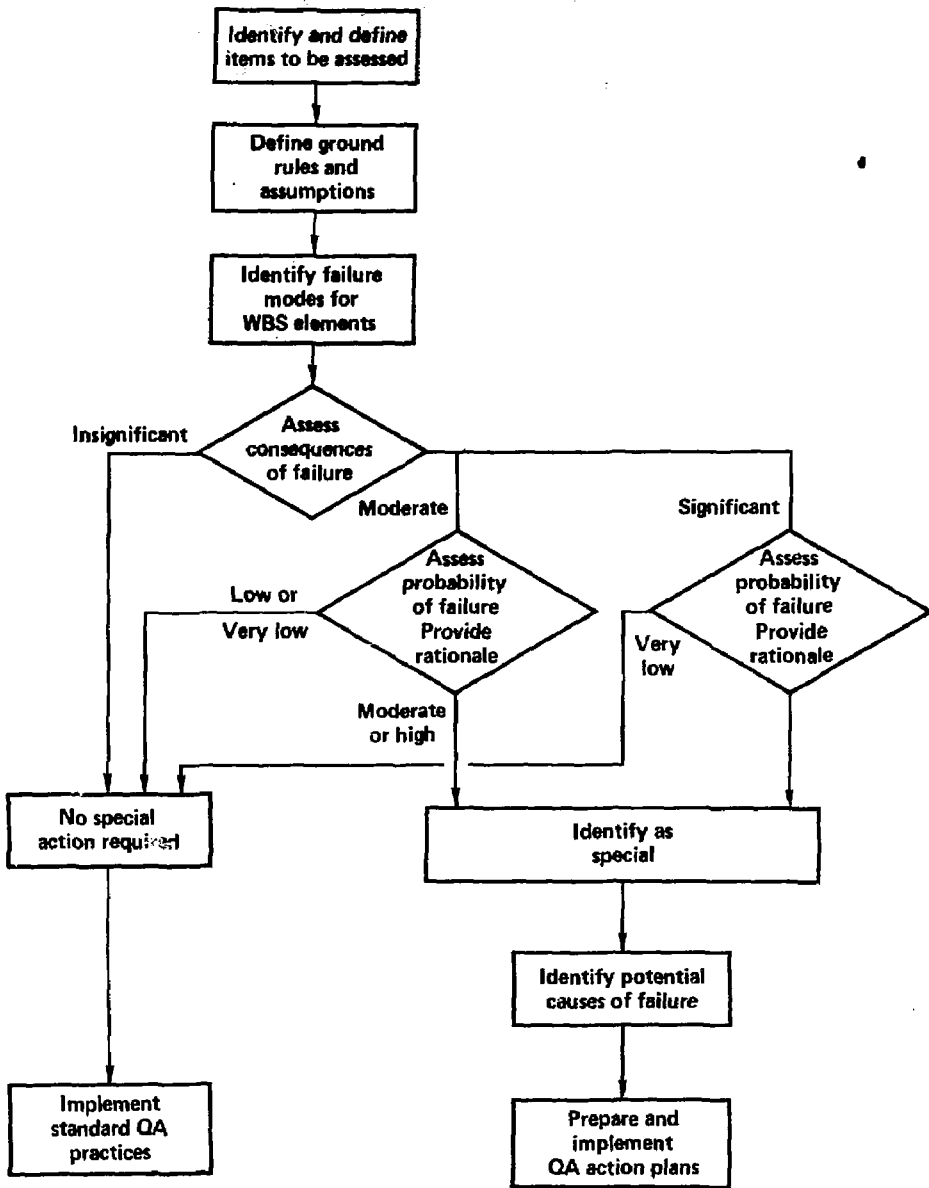 Identify and define
items to be assessed
Define ground
rules and
assumptions
Identify failure
modes for
WBS elements
Assess
consequences
of failure
Insignificant
Moderate
Significant
Assess
probability
of failure
Provide
rationale
Low or
Very low
Moderate
or high
Assess
probability
of failure
Provide
rationale
Very
low
No special
action required
Identify as
special
Identify potential
causes of failure
Implement
standard QA
practices
Prepare and
implement
QA action plans